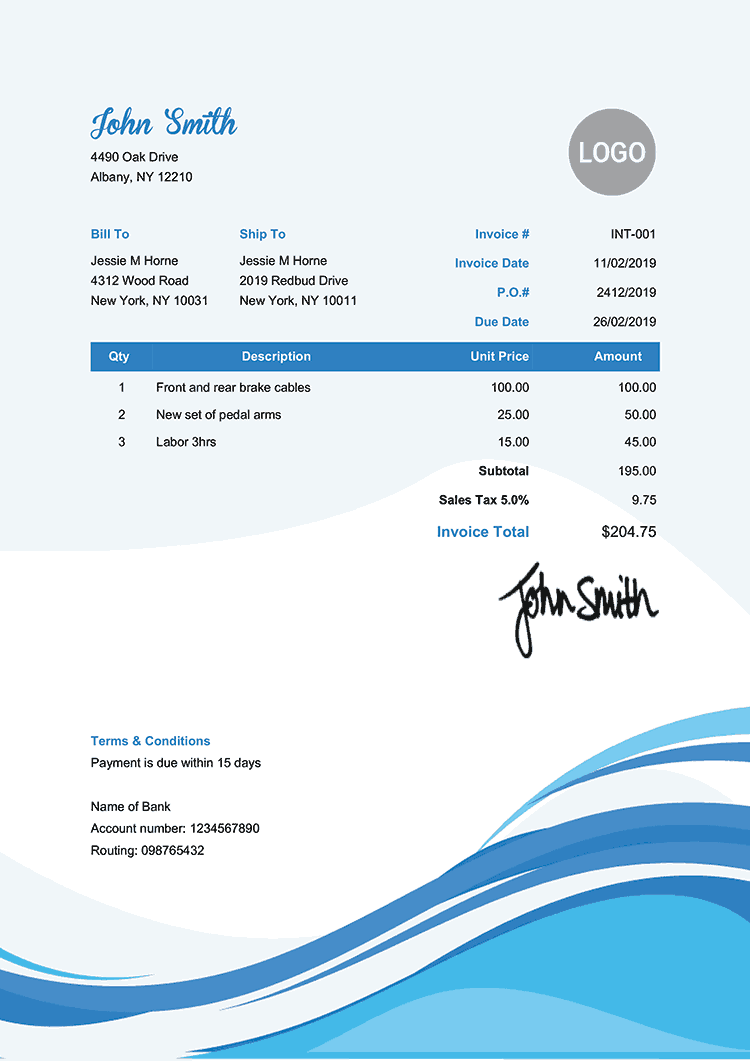 John Smith
4490 Oak Drive
Albany, NY 12210
LOGO
Bill To
Jessie M Horne
4312 Wood Road
New York, NY 10031
Ship To
Jessie M Horne
2019 Redbud Drive
New York, NY 10011
Invoice # INT-001
Invoice Date 11/02/2019
P.O.# 2412/2019
Due Date 26/02/2019
Qty Description Unit Price Amount
1 Front and rear brake cables 100.00 100.00
2 New set of pedal arms 25.00 50.00
3 Labor 3hrs 15.00 45.00
Subtotal 195.00
Sales Tax 5.0% 9.75
Invoice Total $204.75
John Smith
Terms & Conditions
Payment is due within 15 days
Name of Bank
Account number: 1234567890
Routing: 098765432